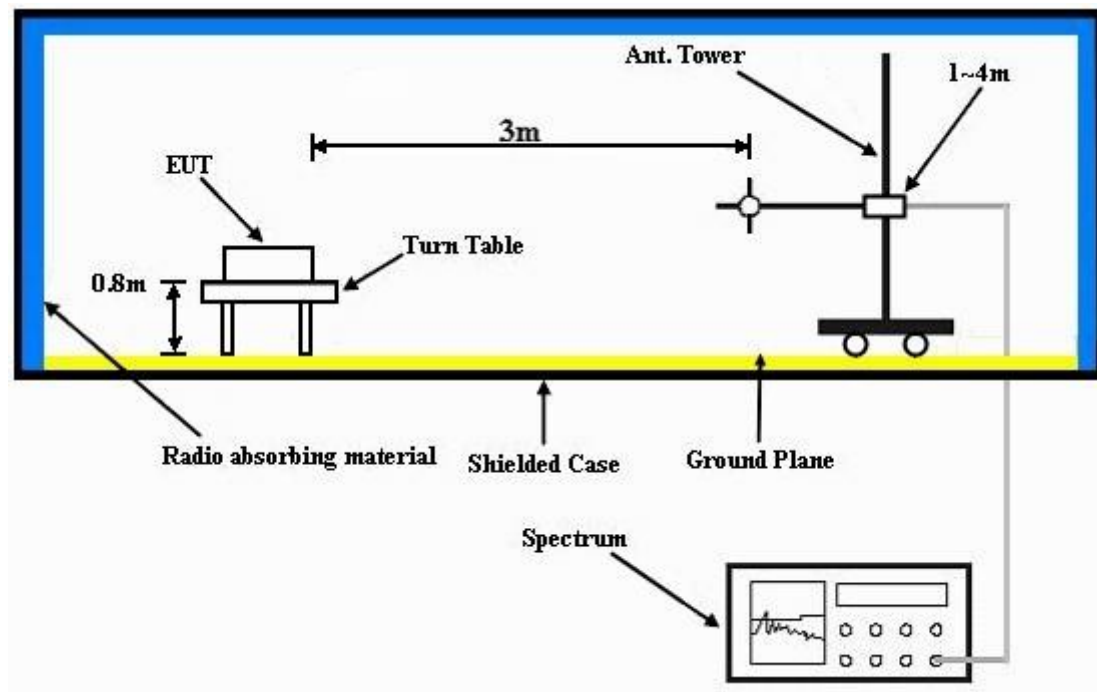 Ant. Tower
1~4m
3m
EUT
Turn Table
0.8m
Radio absorbing material
Shielded Case
Ground Plane
Spectrum